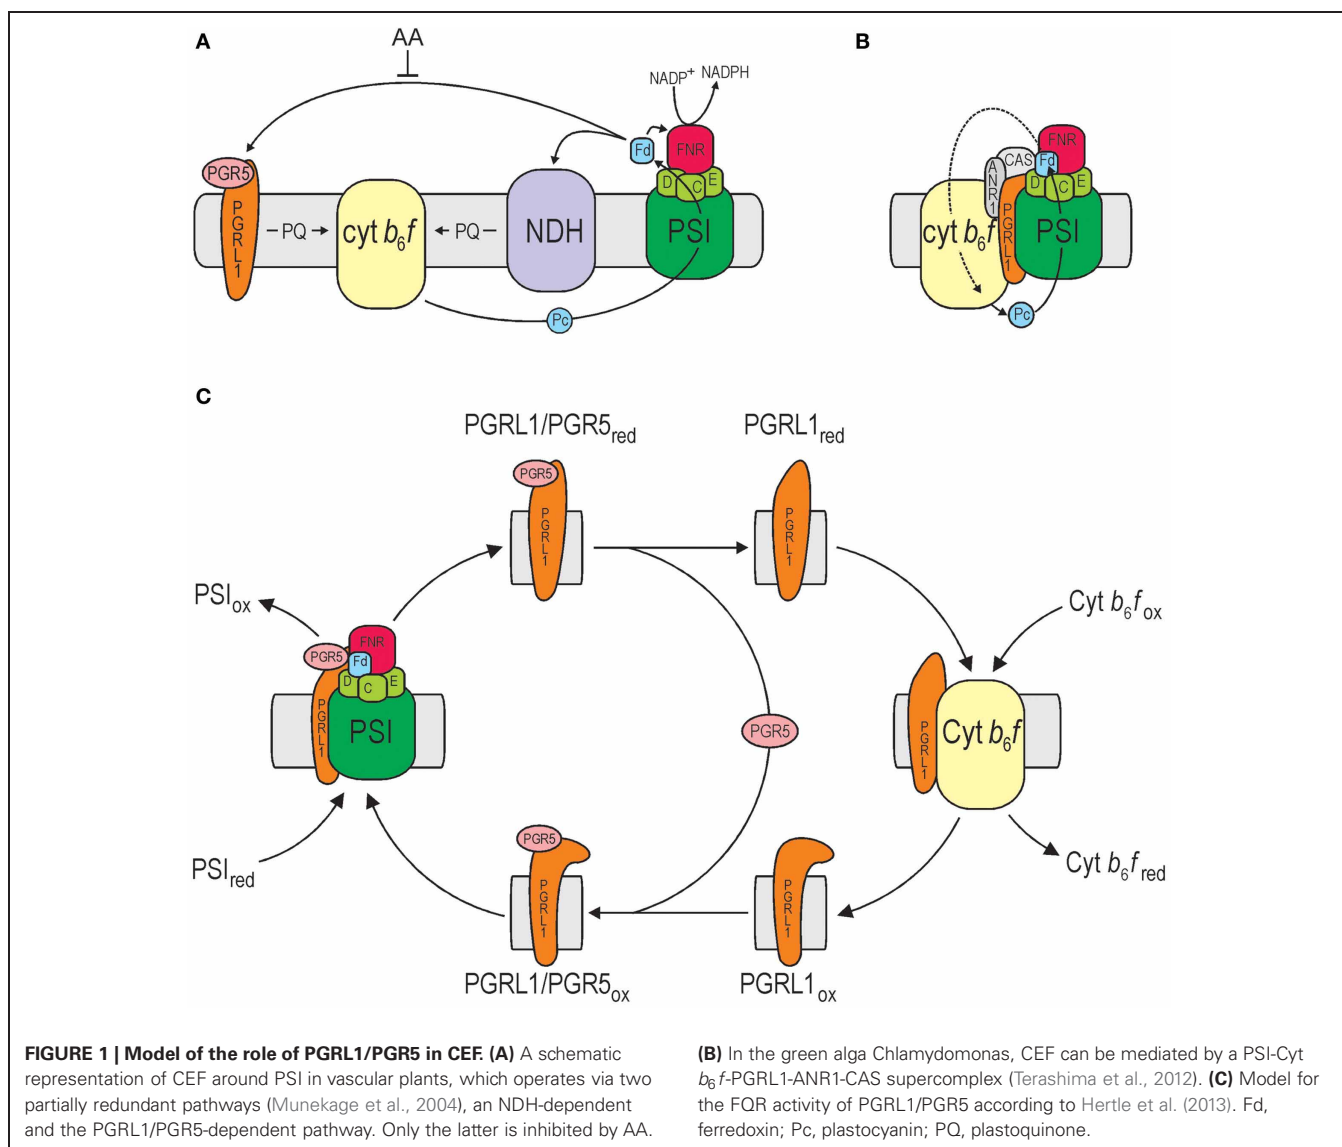 A
AA
NADP+ NADPH
Fd
FNR
PGR5
D
C
E
PGRL1
PQ
cyt b6f
PQ
NDH
PSI
Pc
B
FNR
CAS
Fd
ANR1
D
C
E
cyt b6f
PGRL1
PSI
Pc
C
PGRL1/PGR5red
PGRL1red
PGR5
PGRL1
PGRL1
PSIox
Cyt b6fox
FNR
PGR5
Fd
D
C
E
PGRL1
PSI
PGR5
PGRL1
Cyt b6f
PSIred
Cyt b6fred
PGR5
PGRL1
PGRL1
PGRL1/PGR5ox
PGRL1ox
FIGURE 1 | Model of the role of PGRL1/PGR5 in CEF. (A) A schematic
representation of CEF around PSI in vascular plants, which operates via two
partially redundant pathways (Munekage et al., 2004), an NDH-dependent
and the PGRL1/PGR5-dependent pathway. Only the latter is inhibited by AA.
(B) In the green alga Chlamydomonas, CEF can be mediated by a PSI-Cyt
b6f-PGRL1-ANR1-CAS supercomplex (Terashima et al., 2012). (C) Model for
the FQR activity of PGRL1/PGR5 according to Hertle et al. (2013). Fd,
ferredoxin; Pc, plastocyanin; PQ, plastoquinone.